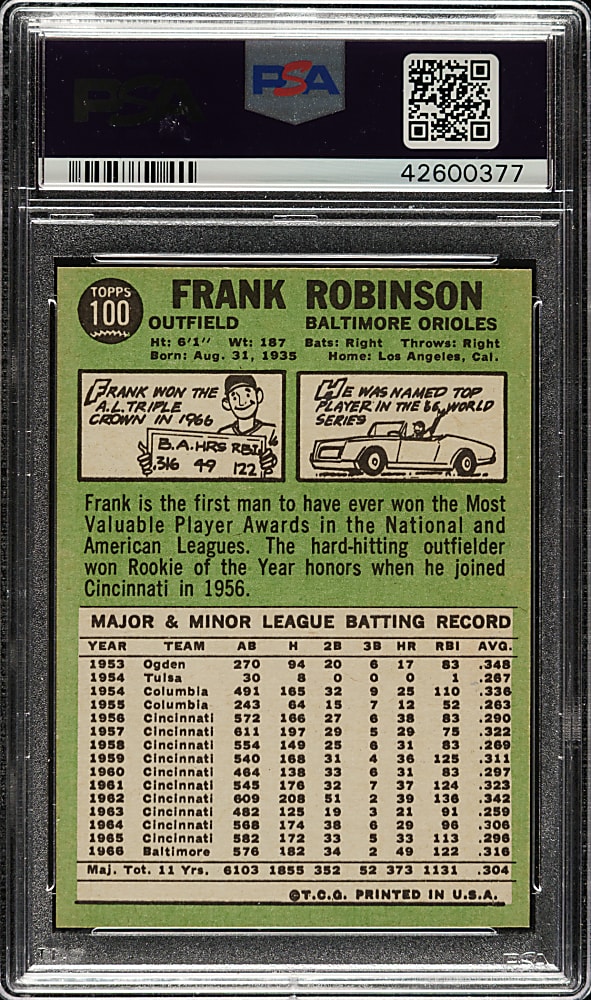 PSA
PSA
42600377
TOPPS
100
FRANK ROBINSON
OUTFIELD BALTIMORE ORIOLES
Ht: 6'1" Wt: 187 Bats: Right Throws: Right
Born: Aug. 31, 1935 Home: Los Angeles, Cal.
FRANK WON THE
A.L. TRIPLE
CROWN IN 1966
B.A. HRS RBI
.316 49 122
HE WAS NAMED TOP
PLAYER IN THE 66 WORLD
SERIES
Frank is the first man to have ever won the Most
Valuable Player Awards in the National and
American Leagues. The hard-hitting outfielder
won Rookie of the Year honors when he joined
Cincinnati in 1956.
MAJOR & MINOR LEAGUE BATTING RECORD
YEAR TEAM AB H 2B 3B HR RBI AVG.
1953 Ogden 270 94 20 6 17 83 .348
1954 Tulsa 30 8 0 0 0 1 .267
1954 Columbia 491 165 32 9 25 110 .336
1955 Columbia 243 64 15 7 12 52 .263
1956 Cincinnati 572 166 27 6 38 83 .290
1957 Cincinnati 611 197 29 5 29 75 .322
1958 Cincinnati 554 149 25 6 31 83 .269
1959 Cincinnati 540 168 31 4 36 125 .311
1960 Cincinnati 464 138 33 6 31 83 .297
1961 Cincinnati 545 176 32 7 37 124 .323
1962 Cincinnati 609 208 51 2 39 136 .342
1963 Cincinnati 482 125 19 3 21 91 .259
1964 Cincinnati 568 174 38 6 29 96 .306
1965 Cincinnati 582 172 33 5 33 113 .296
1966 Baltimore 576 182 34 2 49 122 .316
Maj. Tot. 11 Yrs. 6103 1855 352 52 373 1131 .304
©T.C.G. PRINTED IN U.S.A.
PSA